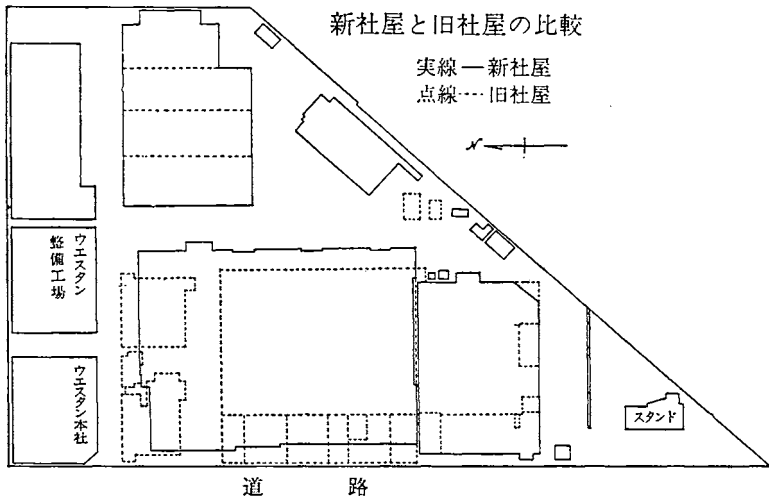 新社屋と旧社屋の比較
実線―新社屋
点線…旧社屋
N
ウエスタン
整備工場
ウエスタン本社
スタンド
道路